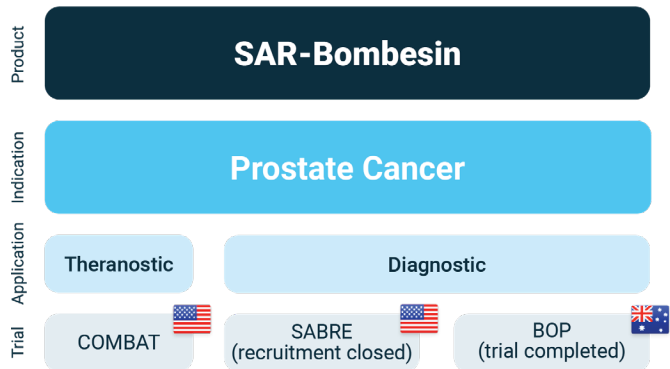 Product
SAR-Bombesin
Indication
Prostate Cancer
Application
Theranostic
Diagnostic
Trial
COMBAT
SABRE
(recruitment closed)
BOP
(trial completed)